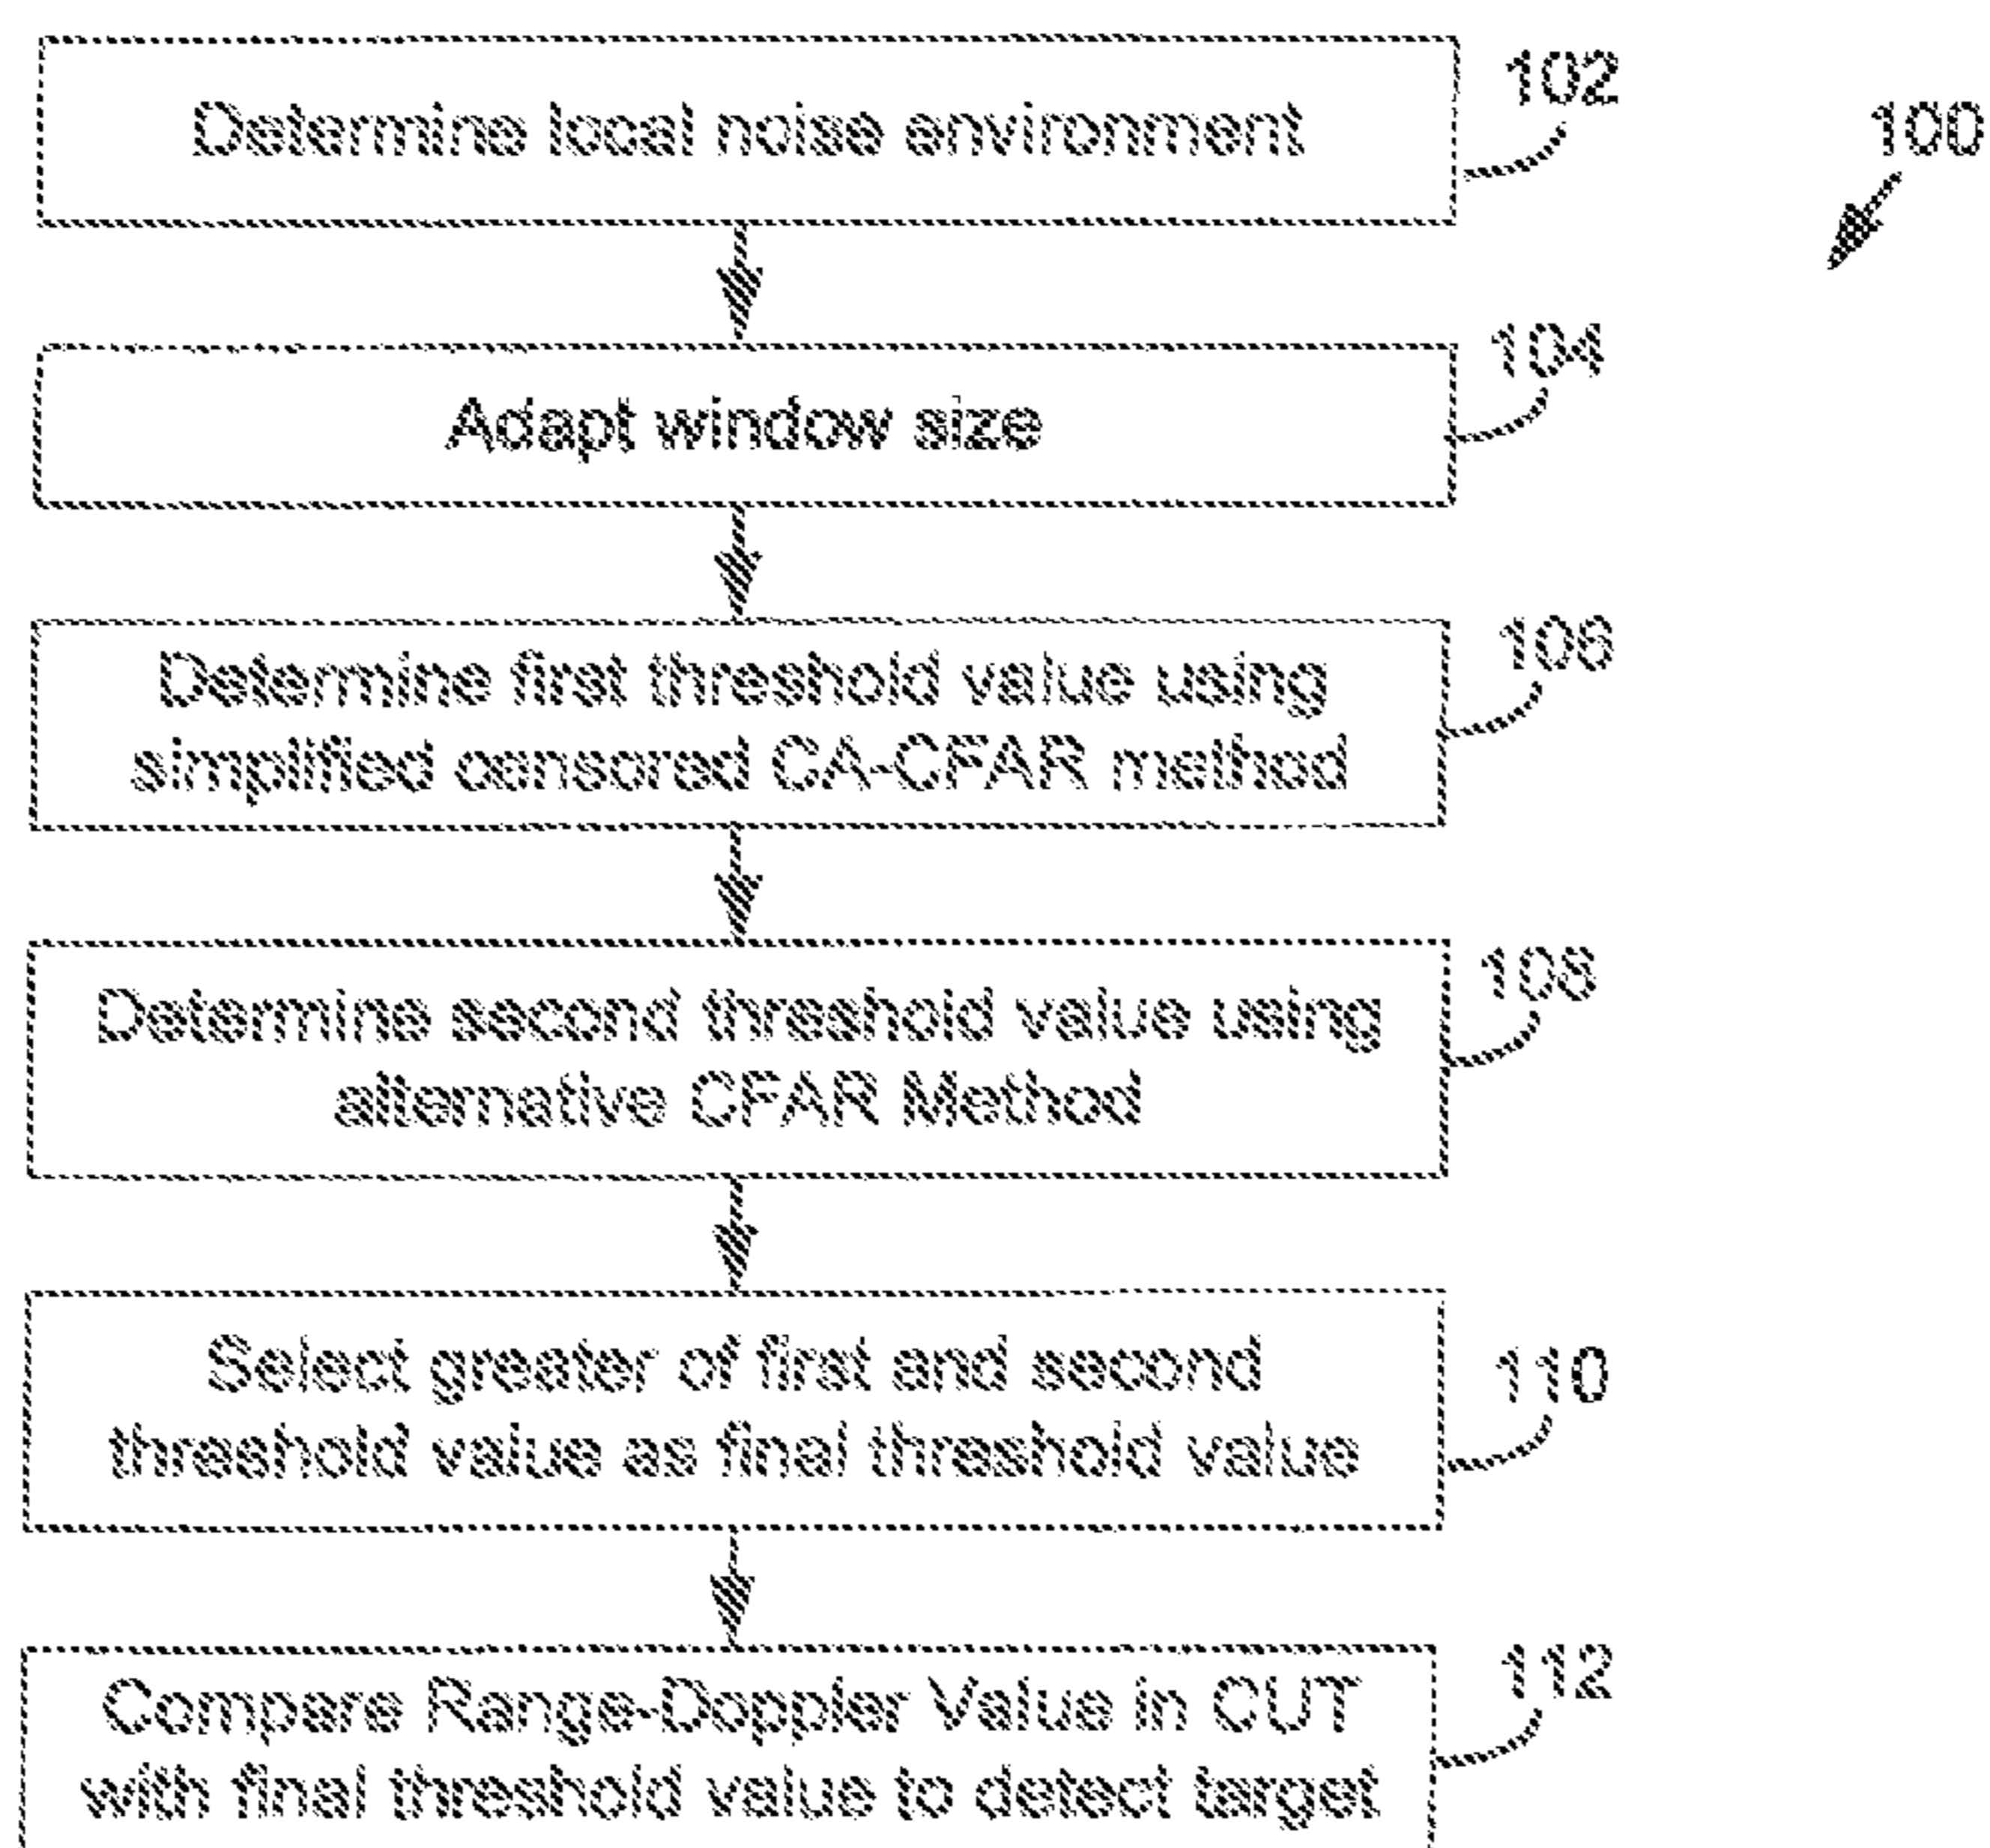 Determine local noise environment
102
100
Adapt window size
104
Determine first threshold value using
simplified censored CA-CFAR method
106
Determine second threshold value using
alternative CFAR Method
108
Select greater of first and second
threshold value as final threshold value
110
Compare Range-Doppler Value in CUT
with final threshold value to detect target
112